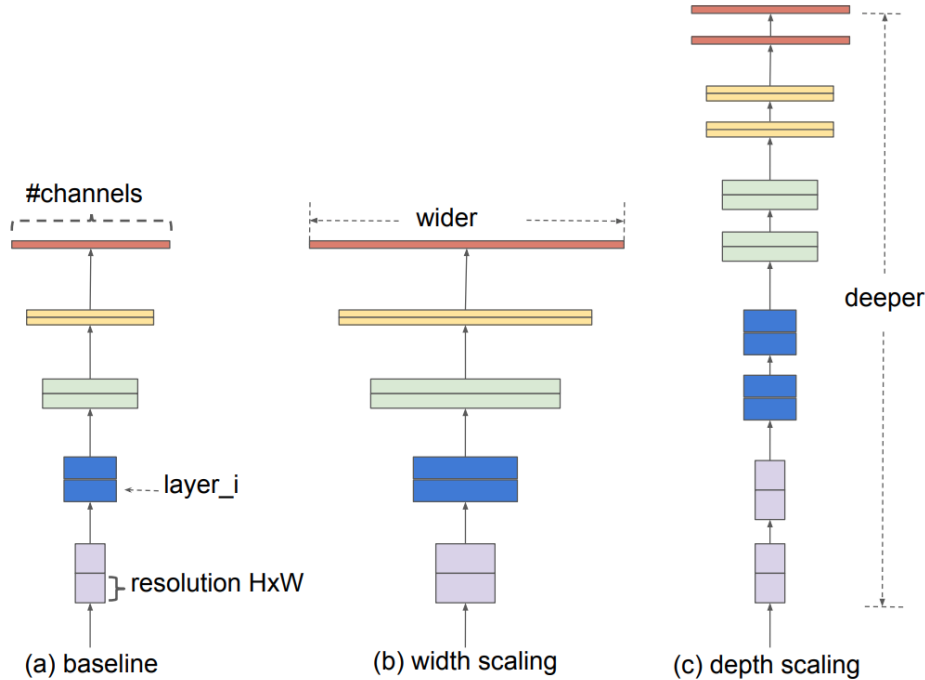 #channels
wider
deeper
layer_i
resolution HxW
(a) baseline
(b) width scaling
(c) depth scaling